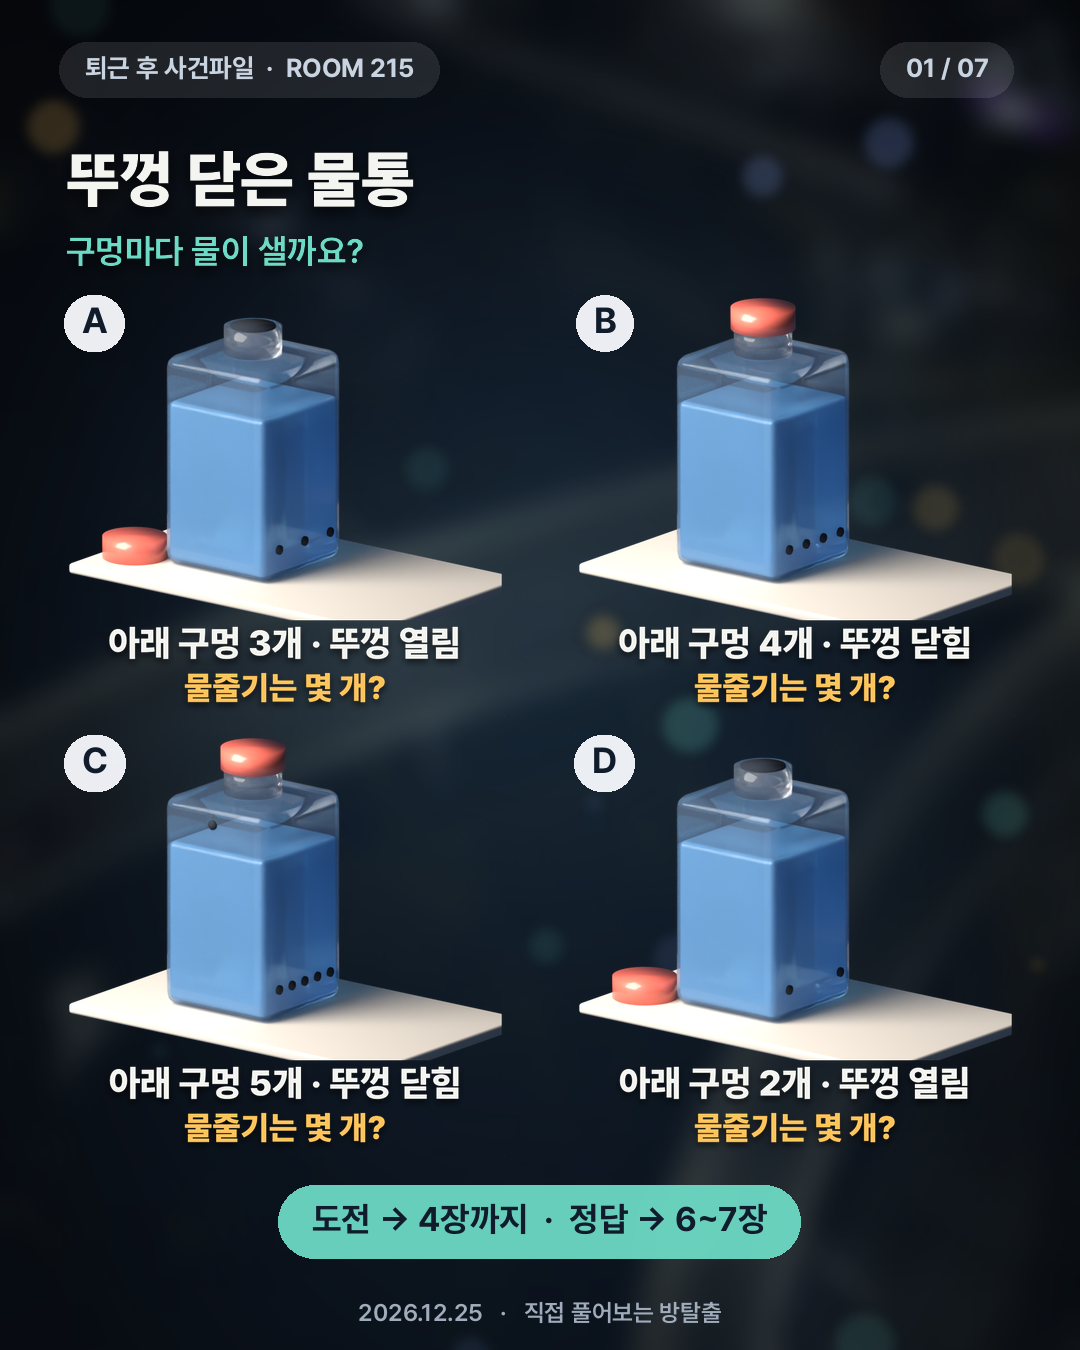 퇴근 후 사건파일 · ROOM 215
01 / 07
뚜껑 닫은 물통
구멍마다 물이 샐까요?
A
B
아래 구멍 3개 · 뚜껑 열림
물줄기는 몇 개?
아래 구멍 4개 · 뚜껑 닫힘
물줄기는 몇 개?
C
D
아래 구멍 5개 · 뚜껑 닫힘
물줄기는 몇 개?
아래 구멍 2개 · 뚜껑 열림
물줄기는 몇 개?
도전 → 4장까지 · 정답 → 6~7장
2026.12.25 · 직접 풀어보는 방탈출